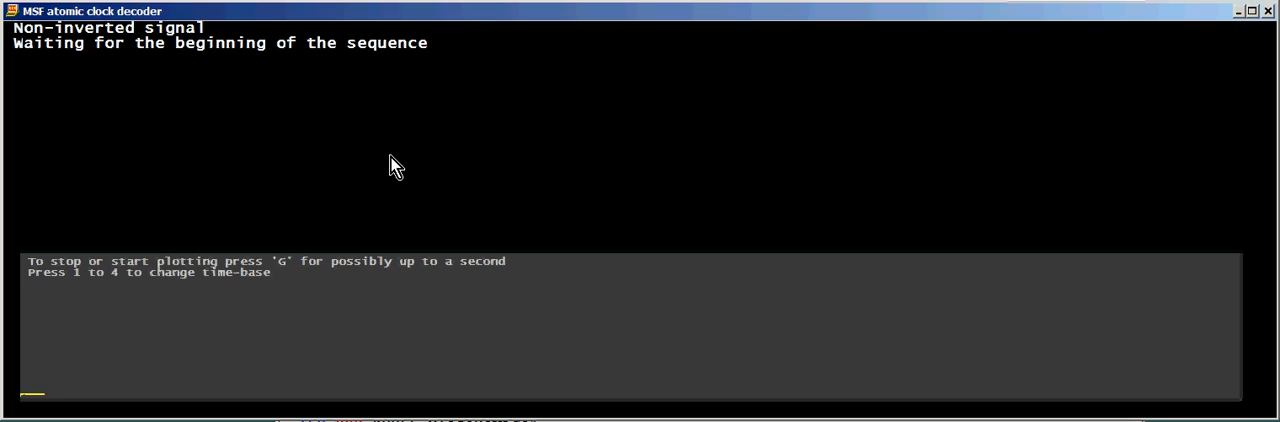 MSF atomic clock decoder
Non-inverted signal
Waiting for the beginning of the sequence
To stop or start plotting press 'G' for possibly up to a second
Press 1 to 4 to change time-base